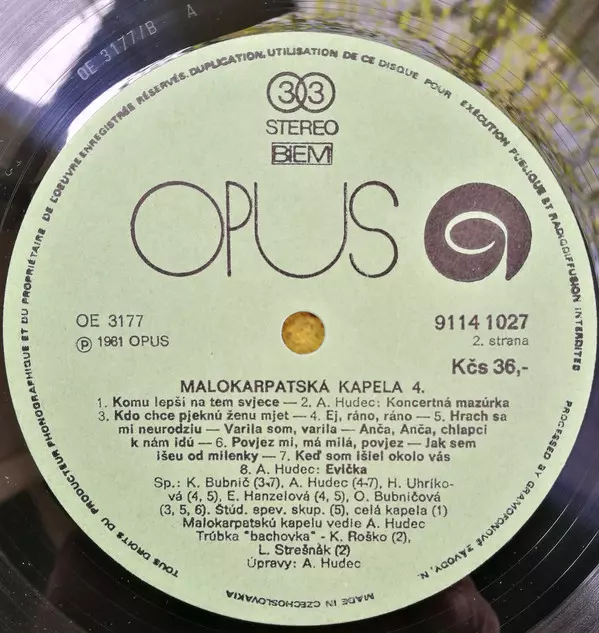 OE 3177/B A
DE L'OEUVRE ENREGISTRÉE RÉSERVÉS. DUPLICATION, UTILISATION DE CE DISQUE POUR EXÉCUTION PUBLIQUE ET RADIODIFFUSION INTERDITES
TOUS DROITS DU PRODUCTEUR PHONOGRAPHIQUE ET DU PROPRIÉTAIRE
33
STEREO
BIEM
OPUS
OE 3177
℗ 1981 OPUS
9114 1027
2. strana
Kčs 36,-
MALOKARPATSKÁ KAPELA 4.
1. Komu lepší na tem svjece — 2. A. Hudec: Koncertná mazúrka
3. Kdo chce pjeknú ženu mjet — 4. Ej, ráno, ráno — 5. Hrach sa
mi neurodziu — Varila som, varila — Anča, Anča, chlapci
k nám idú — 6. Povjez mi, má milá, povjez — Jak sem
išeu od milenky — 7. Keď som išiel okolo vás
8. A. Hudec: Evička
Sp.: K. Bubnič (3-7), A. Hudec (4-7), H. Uhríko-
vá (4, 5), E. Hanzelová (4, 5), O. Bubničová
(3, 5, 6). Štúd. spev. skup. (5), celá kapela (1)
Malokarpatskú kapelu vedie A. Hudec
Trúbka "bachovka" - K. Roško (2),
L. Strešnák (2)
Úpravy: A. Hudec
PROCESSED BY GRAMOFONOVÉ ZÁVODY, N.
MADE IN CZECHOSLOVAKIA